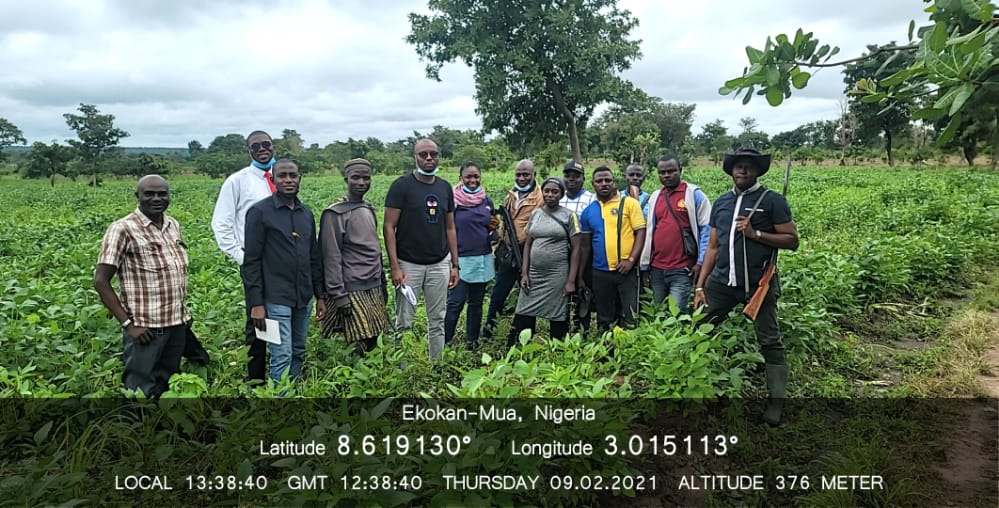 Ekokan-Mua, Nigeria
Latitude 8.619130° Longitude 3.015113°
LOCAL 13:38:40 GMT 12:38:40 THURSDAY 09.02.2021 ALTITUDE 376 METER